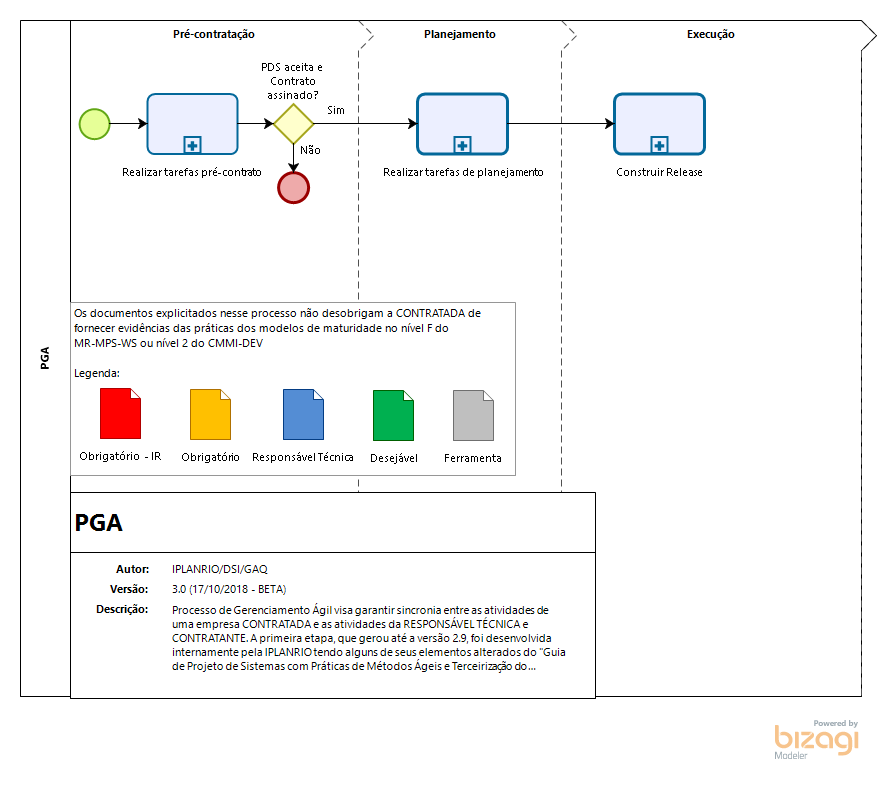 Pré-contratação
Planejamento
Execução
PDS aceita e
Contrato
assinado?
Sim
Não
Realizar tarefas pré-contrato
Realizar tarefas de planejamento
Construir Release
PGA
Os documentos explicitados nesse processo não desobrigam a CONTRATADA de
fornecer evidências das práticas dos modelos de maturidade no nível F do
MR-MPS-WS ou nível 2 do CMMI-DEV
Legenda:
Obrigatório - IR
Obrigatório
Responsável Técnica
Desejável
Ferramenta
PGA
Autor:
IPLANRIO/DSI/GAQ
Versão:
3.0 (17/10/2018 - BETA)
Descrição:
Processo de Gerenciamento Ágil visa garantir sincronia entre as atividades de
uma empresa CONTRATADA e as atividades da RESPONSÁVEL TÉCNICA e
CONTRATANTE. A primeira etapa, que gerou até a versão 2.9, foi desenvolvida
internamente pela IPLANRIO tendo alguns de seus elementos alterados do "Guia
de Projeto de Sistemas com Práticas de Métodos Ágeis e Terceirização do...
Powered by
bizagi
Modeler